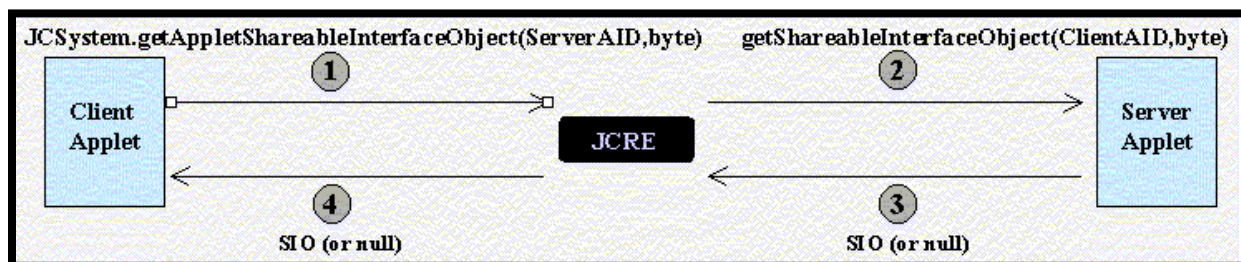 JCSystem.getAppletShareableInterfaceObject(ServerAID,byte)
getShareableInterfaceObject(ClientAID,byte)
1
2
Client
Applet
JCRE
Server
Applet
4
3
SIO (or null)
SIO (or null)